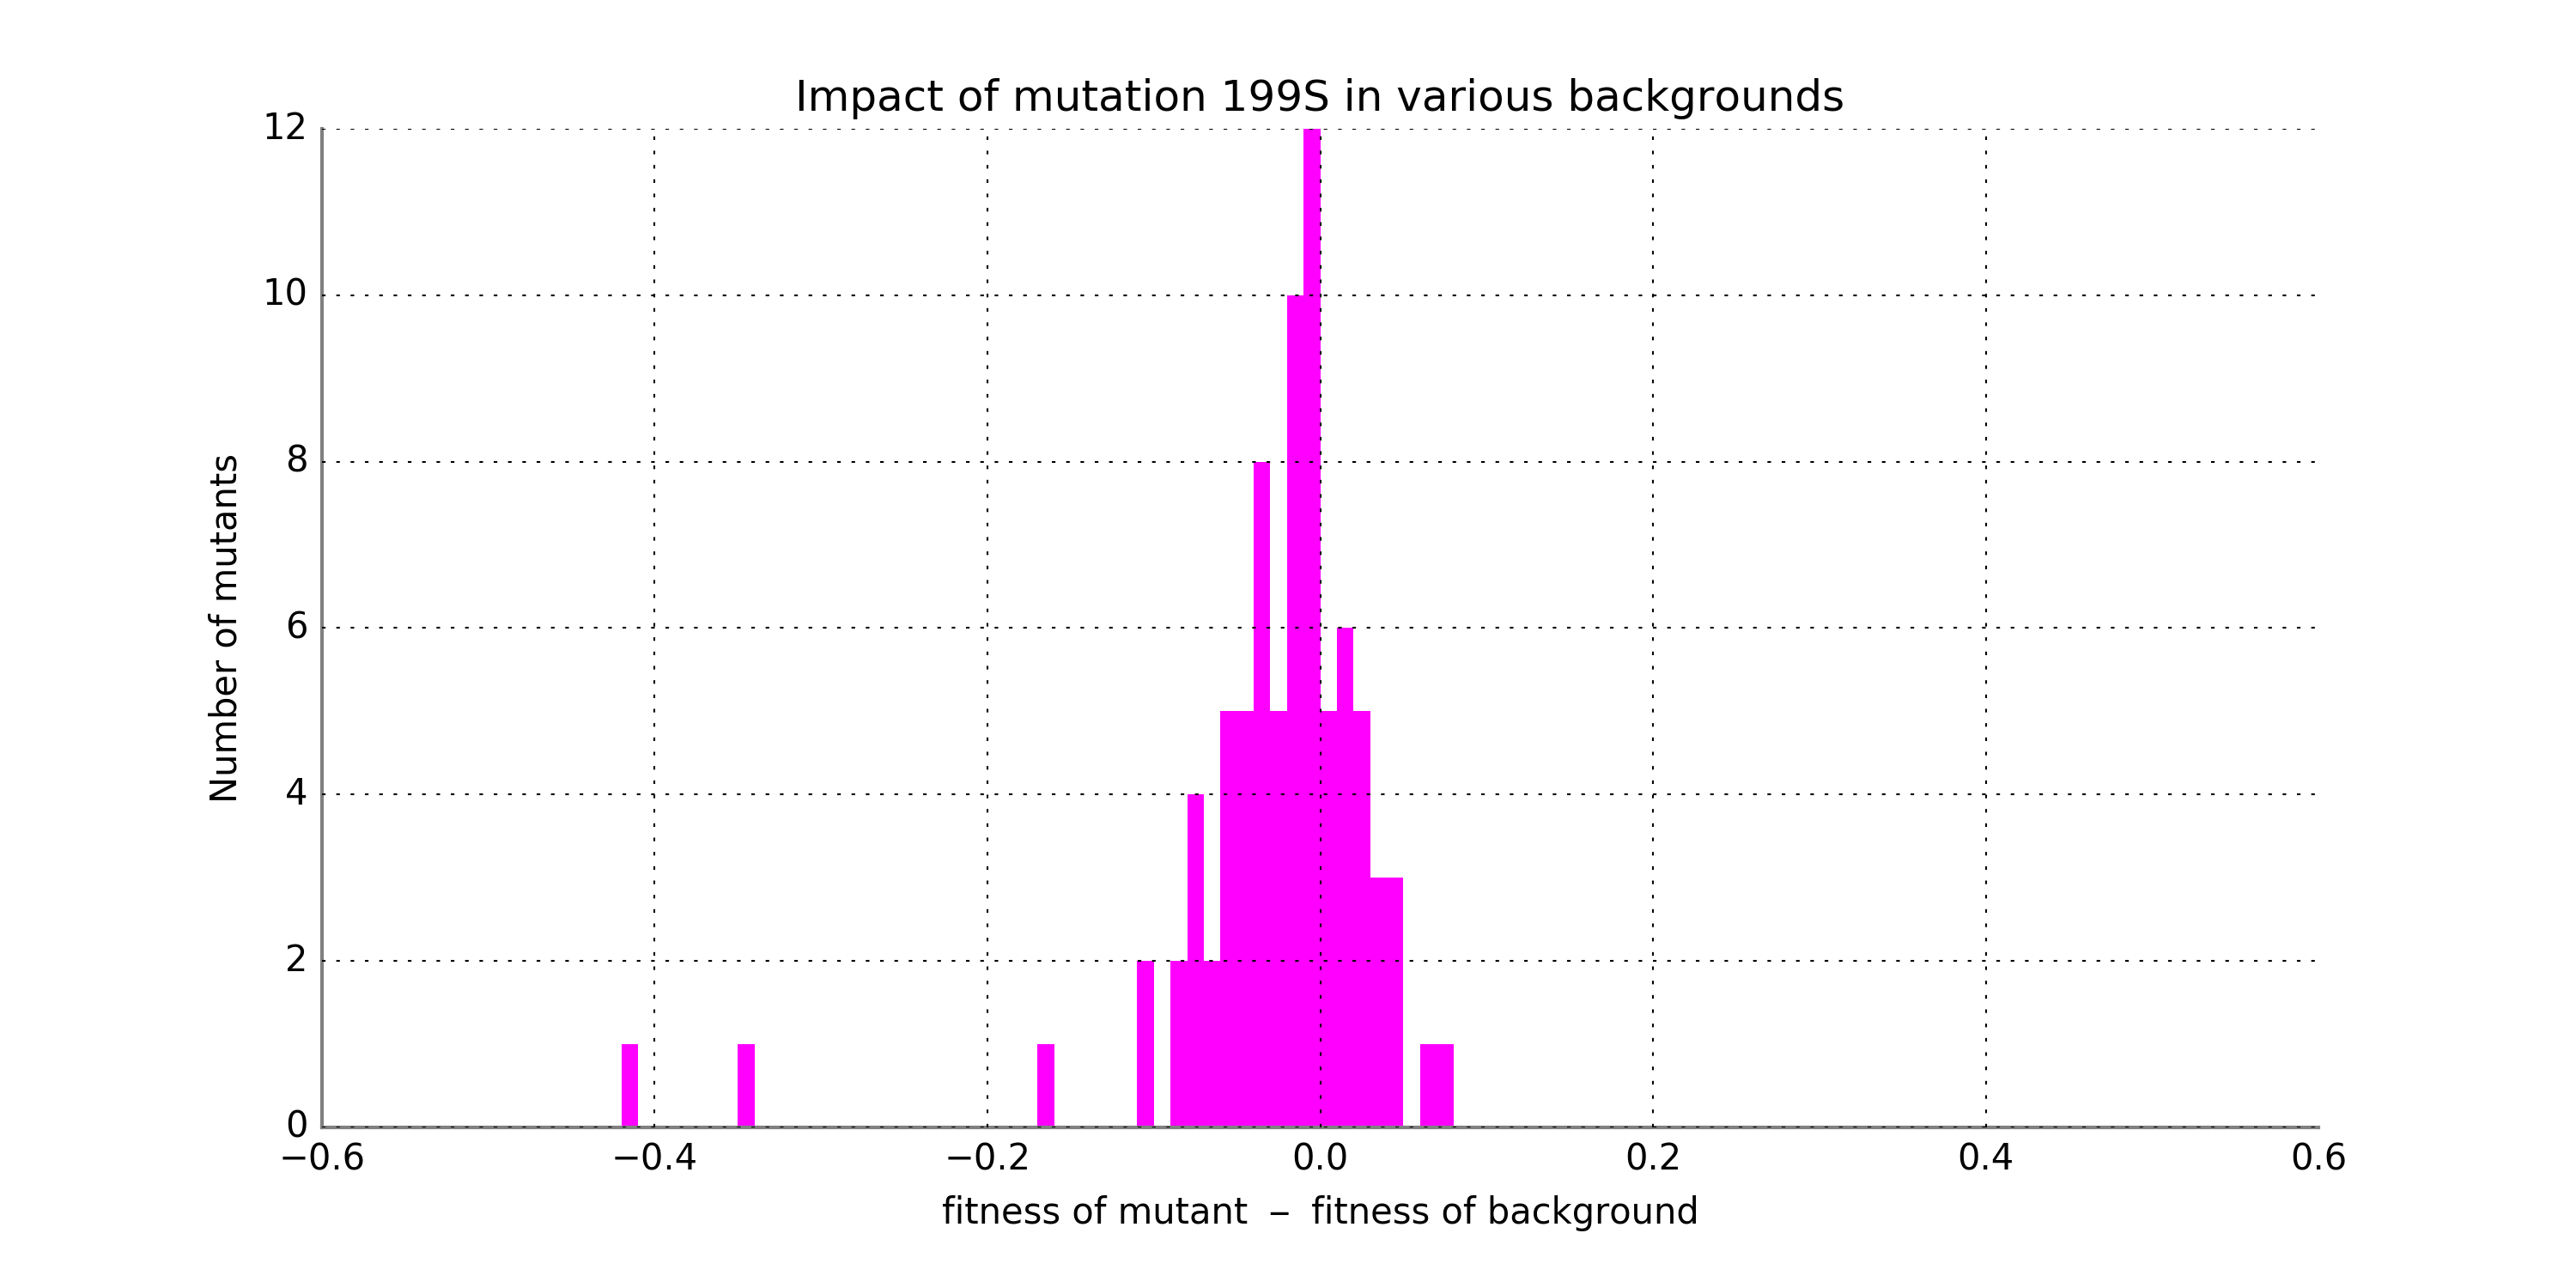 Impact of mutation 199S in various backgrounds
12
10
8
6
4
2
0
Number of mutants
−0.6 −0.4 −0.2 0.0 0.2 0.4 0.6
fitness of mutant − fitness of background